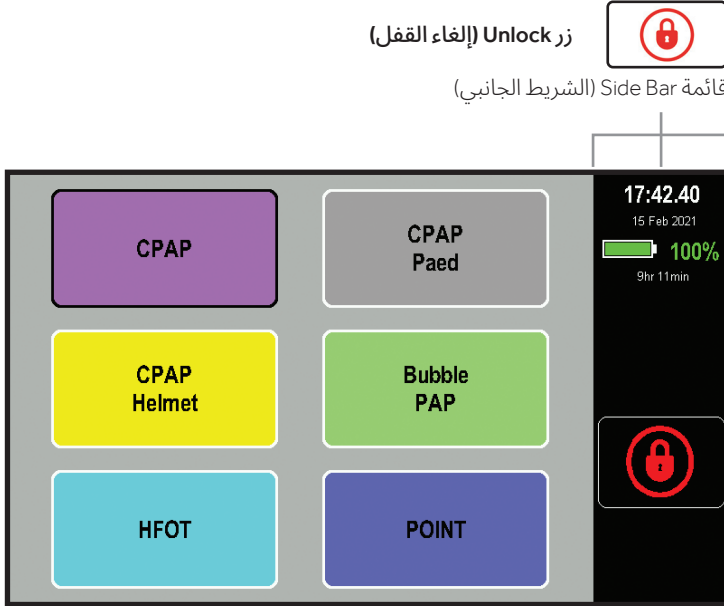 زر Unlock (إلغاء القفل)
قائمة Side Bar (الشريط الجانبي)
17:42.40
15 Feb 2021
100%
9hr 11min
CPAP
CPAP
Paed
CPAP
Helmet
Bubble
PAP
HFOT
POINT